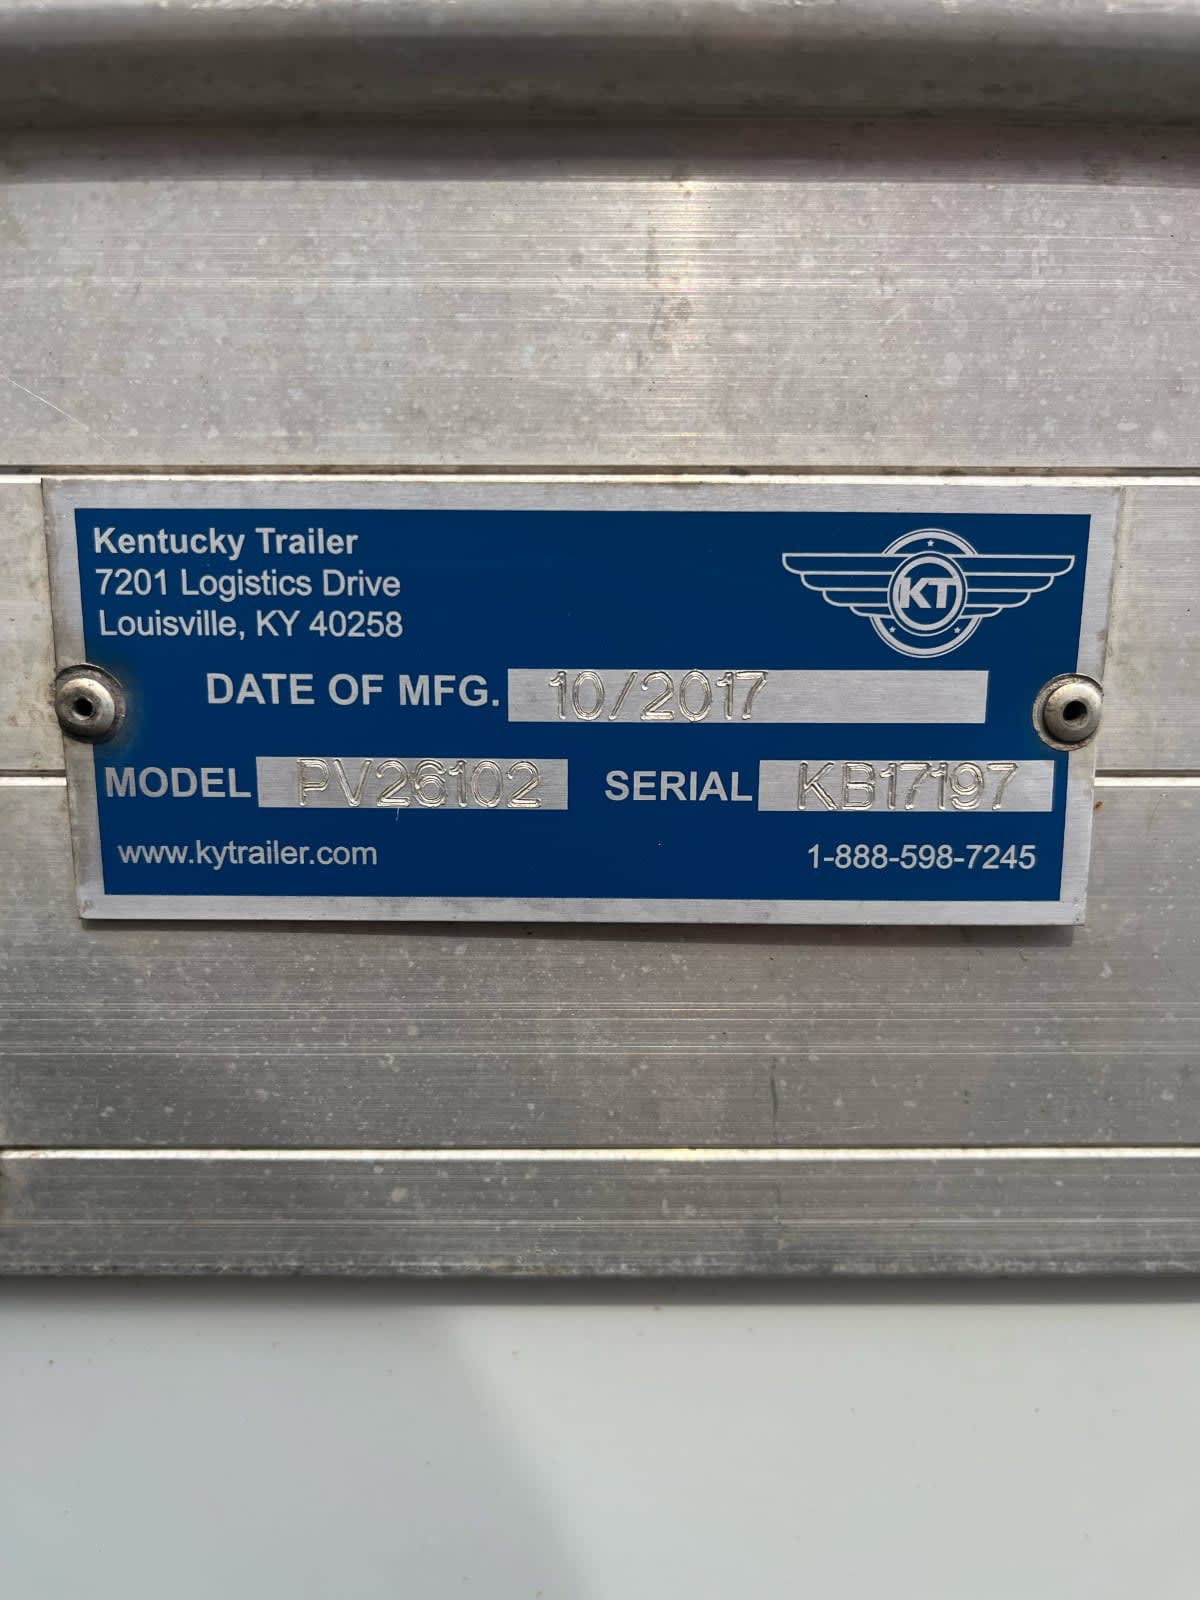 Kentucky Trailer
7201 Logistics Drive
Louisville, KY 40258
KT
DATE OF MFG. 10/2017
MODEL PV26102 SERIAL KB17197
www.kytrailer.com 1-888-598-7245